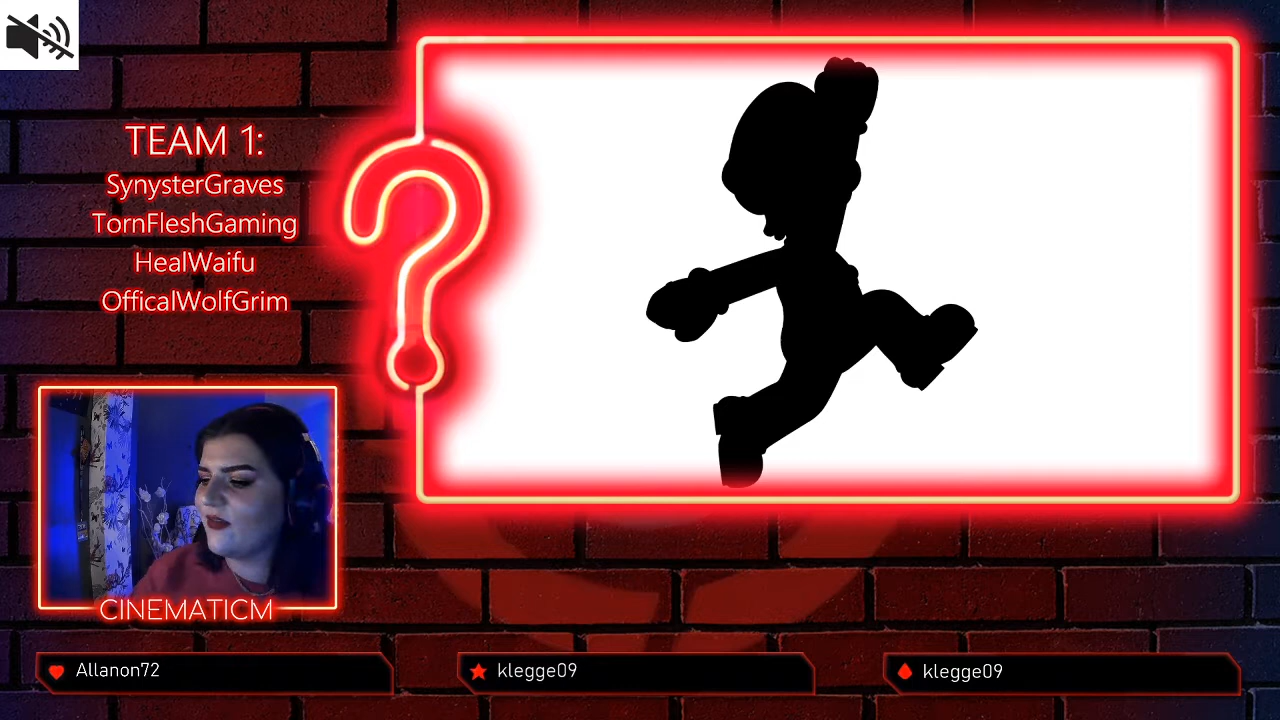 TEAM 1:
SynysterGraves
TornFleshGaming
HealWaifu
OfficalWolfGrim
CINEMATICM
Allanon72
klegge09
klegge09